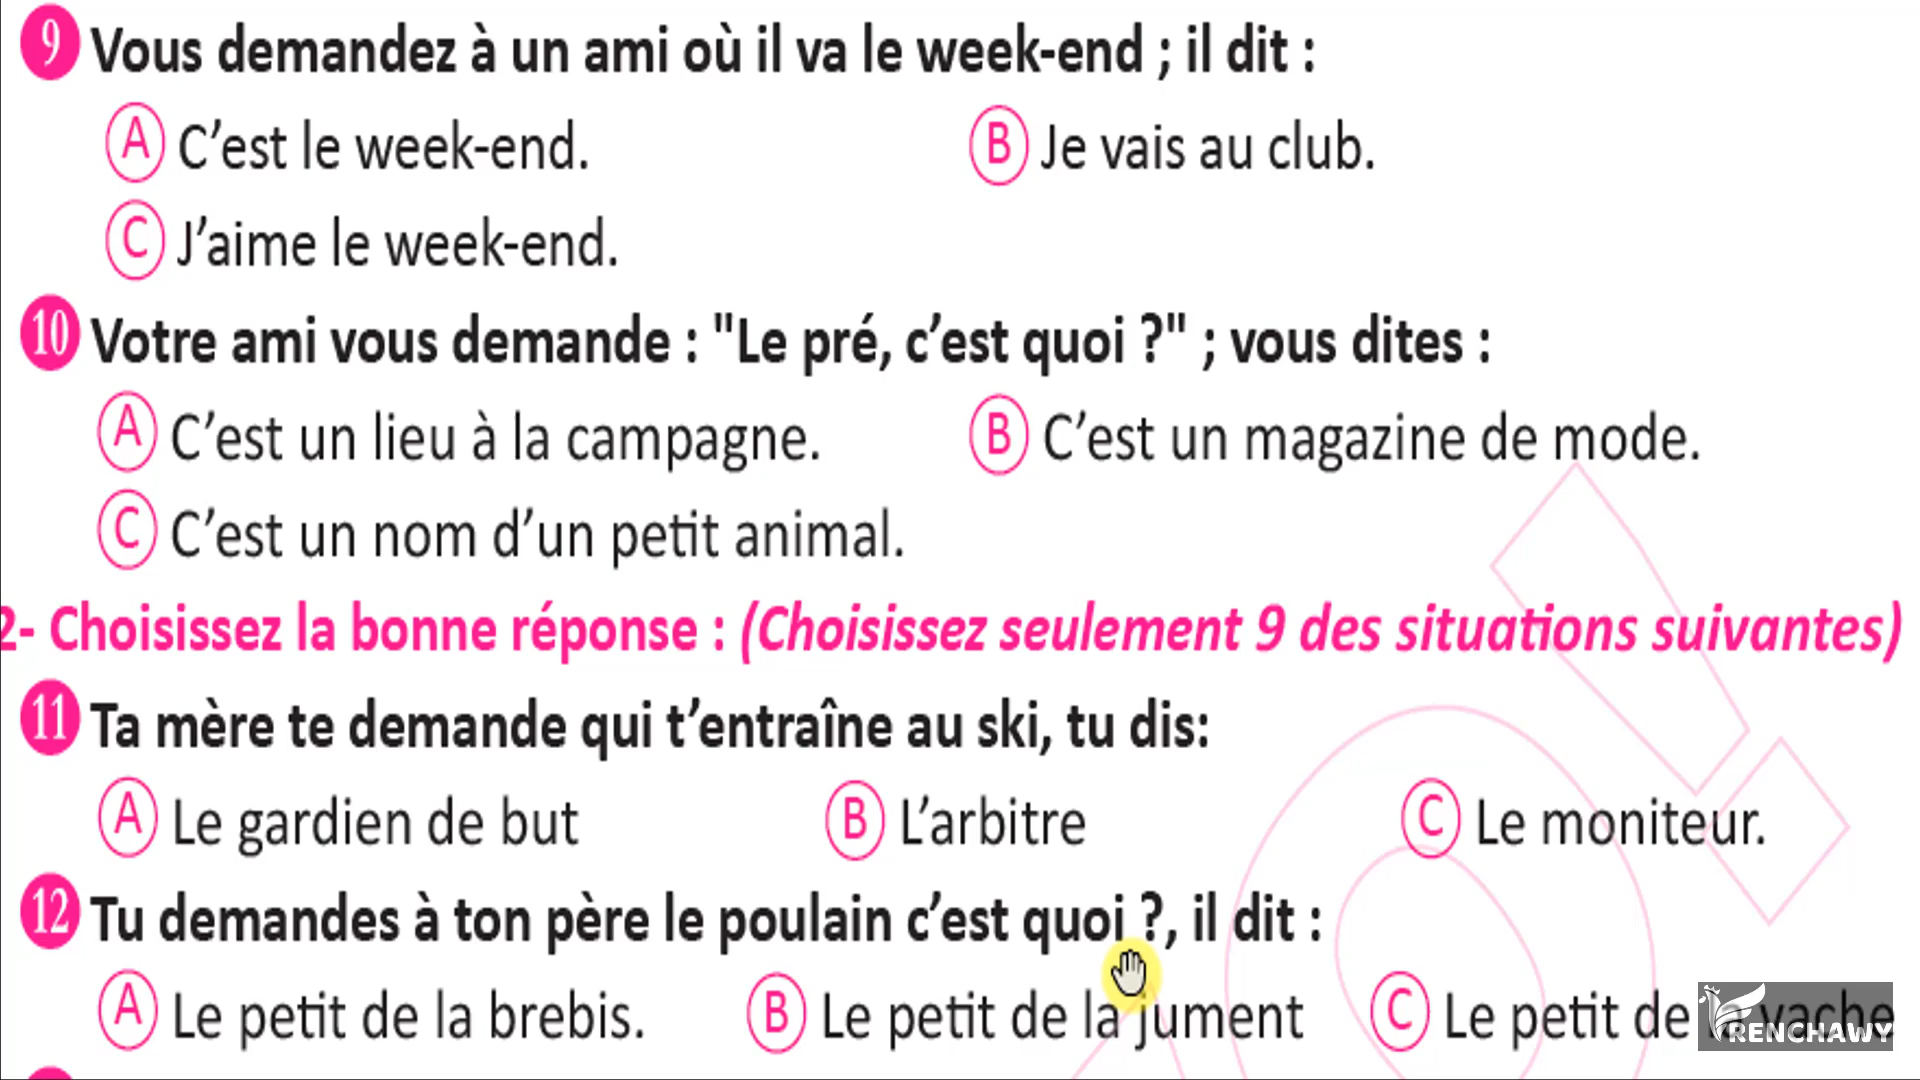 9 Vous demandez à un ami où il va le week-end ; il dit :
A C’est le week-end. B Je vais au club.
C J’aime le week-end.
10 Votre ami vous demande : "Le pré, c’est quoi ?" ; vous dites :
A C’est un lieu à la campagne. B C’est un magazine de mode.
C C’est un nom d’un petit animal.
2- Choisissez la bonne réponse : (Choisissez seulement 9 des situations suivantes)
11 Ta mère te demande qui t’entraîne au ski, tu dis:
A Le gardien de but B L’arbitre C Le moniteur.
12 Tu demandes à ton père le poulain c’est quoi ?, il dit :
A Le petit de la brebis. B Le petit de la jument C Le petit de la vache
FRENCHAWY